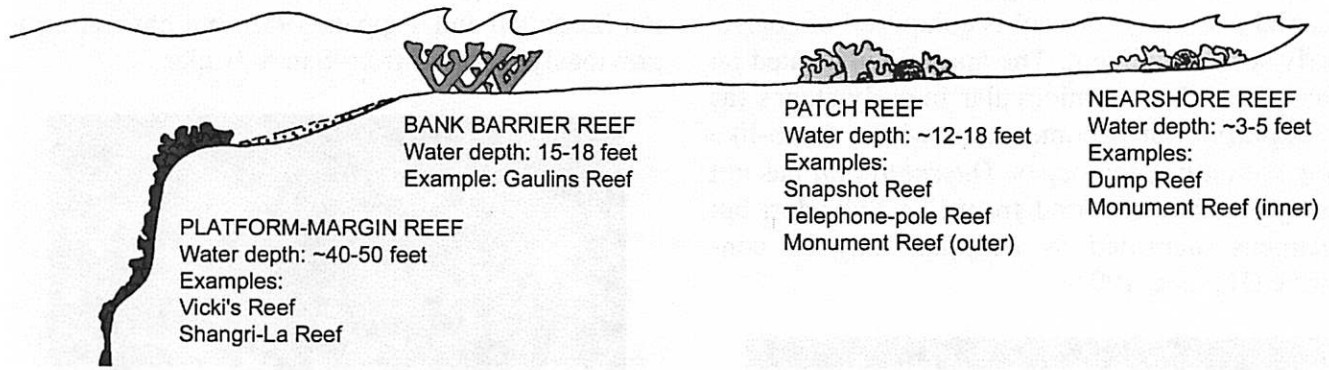 BANK BARRIER REEF
Water depth: 15-18 feet
Example: Gaulins Reef
PATCH REEF
Water depth: ~12-18 feet
Examples:
Snapshot Reef
Telephone-pole Reef
Monument Reef (outer)
NEARSHORE REEF
Water depth: ~3-5 feet
Examples:
Dump Reef
Monument Reef (inner)
PLATFORM-MARGIN REEF
Water depth: ~40-50 feet
Examples:
Vicki's Reef
Shangri-La Reef